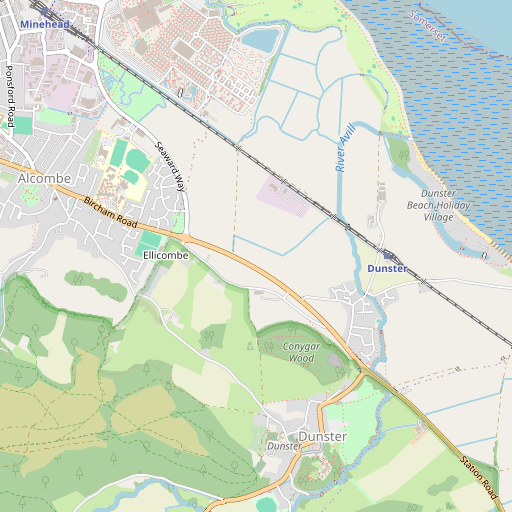 Minehead
Somerset
Ponsford Road
River Avill
Seaward Way
Alcombe
Bircham Road
Dunster
Beach Holiday
Village
Ellicombe
Dunster
Conygar
Wood
Dunster
Dunster
Station Road